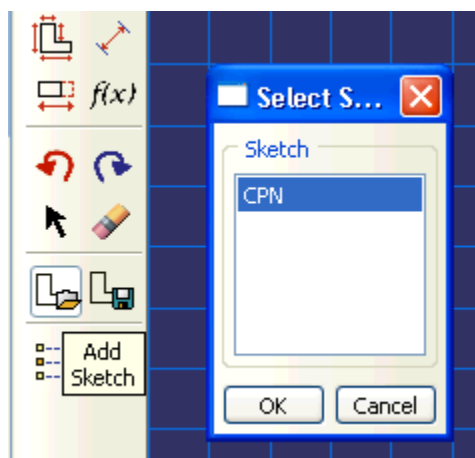 f(x)
Add
Sketch
Select S...
Sketch
CPN
OK Cancel